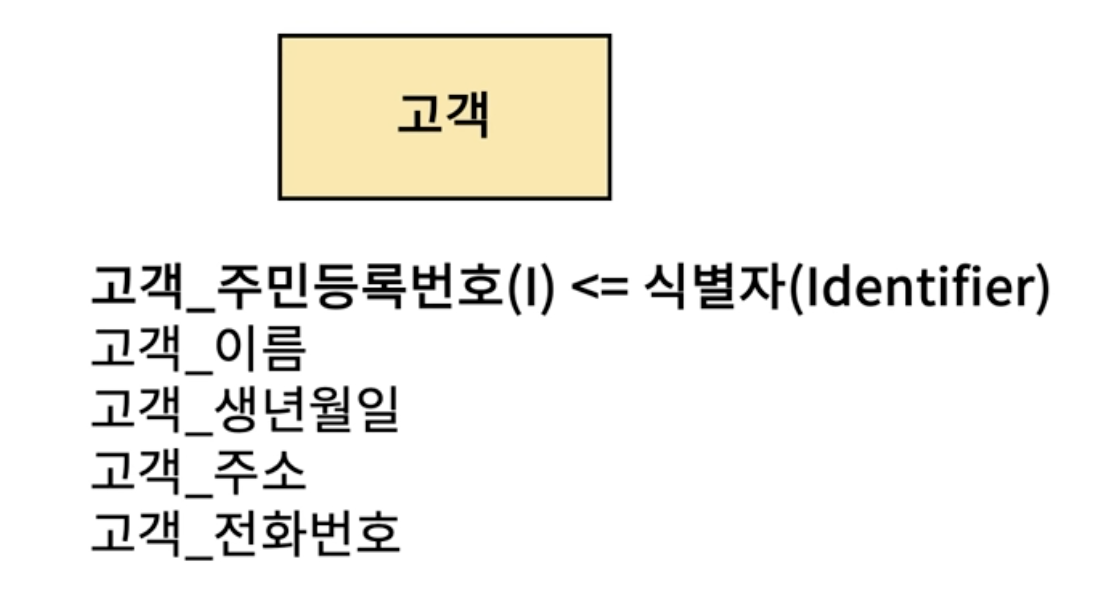 고객
고객_주민등록번호(I) <= 식별자(Identifier)
고객_이름
고객_생년월일
고객_주소
고객_전화번호